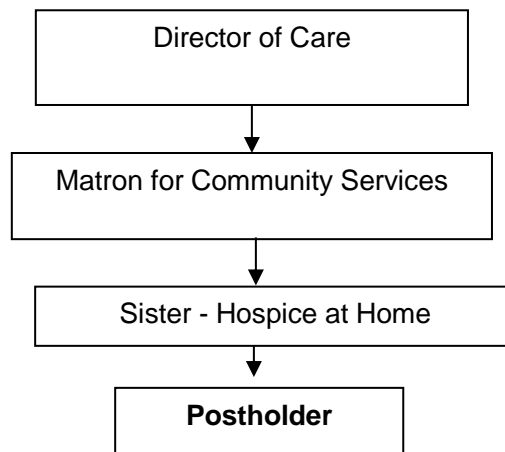 Director of Care
Matron for Community Services
Sister - Hospice at Home
Postholder